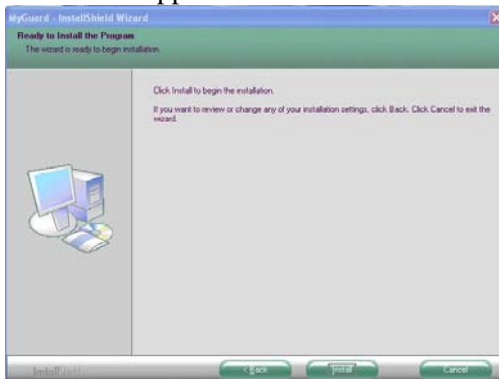 MyGuard - InstallShield Wizard
Ready to Install the Program
The wizard is ready to begin installation.
Click Install to begin the installation.
If you want to review or change any of your installation settings, click Back. Click Cancel to exit the
wizard.
InstallShield
< Back
Install
Cancel